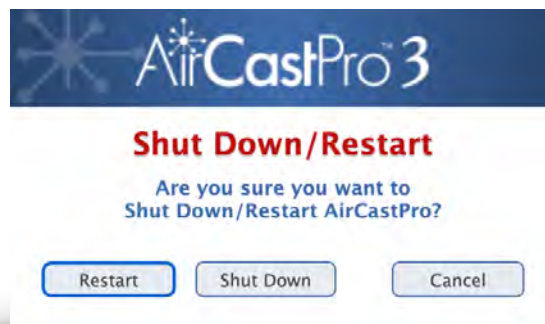 AirCastPro™ 3
Shut Down/Restart
Are you sure you want to
Shut Down/Restart AirCastPro?
Restart Shut Down Cancel